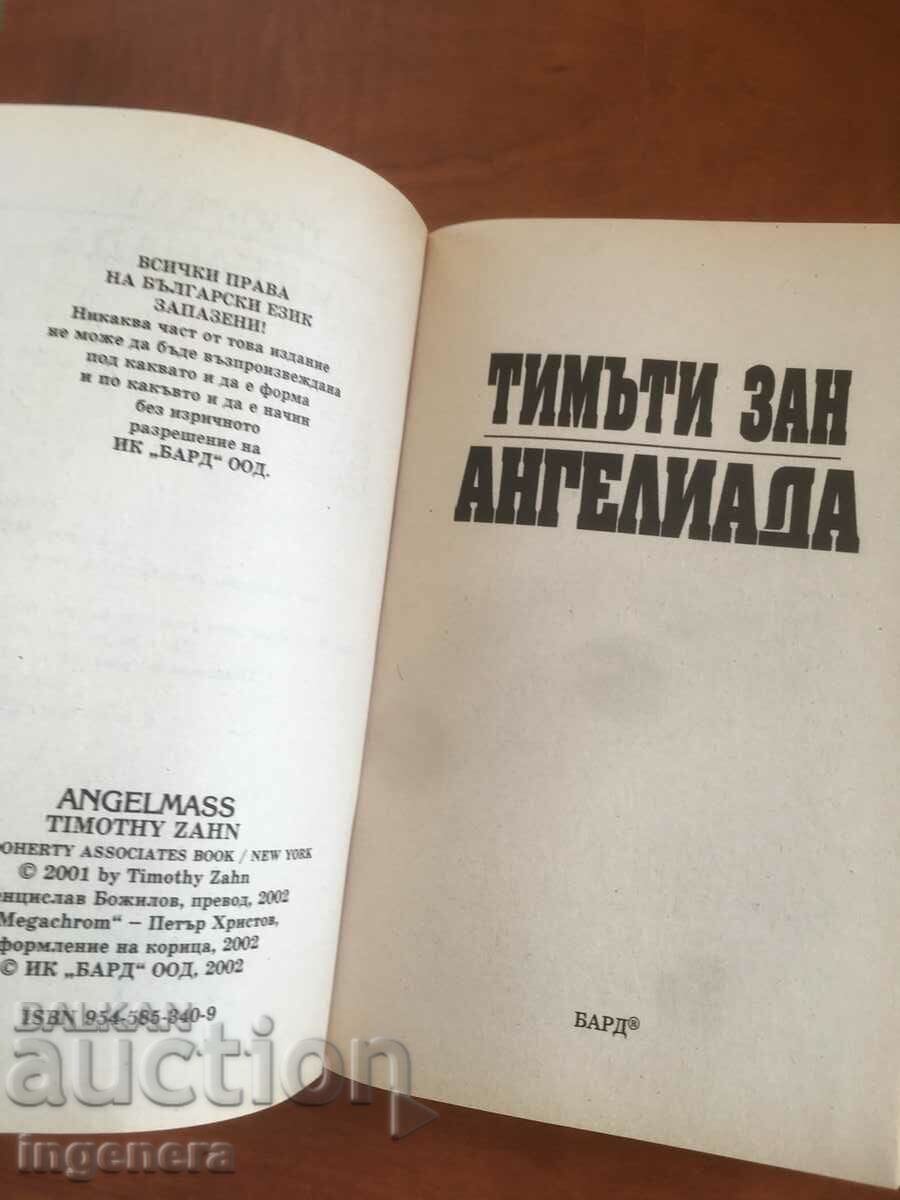 ВСИЧКИ ПРАВА
НА БЪЛГАРСКИ ЕЗИК
ЗАПАЗЕНИ!
Никаква част от това издание
не може да бъде възпроизвеждана
под каквато и да е форма
и по какъвто и да е начин
без изричното
разрешение на
ИК „БАРД“ ООД.
ANGELMASS
TIMOTHY ZAHN
DOHERTY ASSOCIATES BOOK / NEW YORK
© 2001 by Timothy Zahn
енцислав Божилов, превод, 2002
Megachrom“ – Петър Христов,
оформление на корица, 2002
© ИК „БАРД“ ООД, 2002
ISBN 954-585-340-9
ТИМЪТИ ЗАН
АНГЕЛИАДА
БАРД®
BALKAN
auction
ingenera